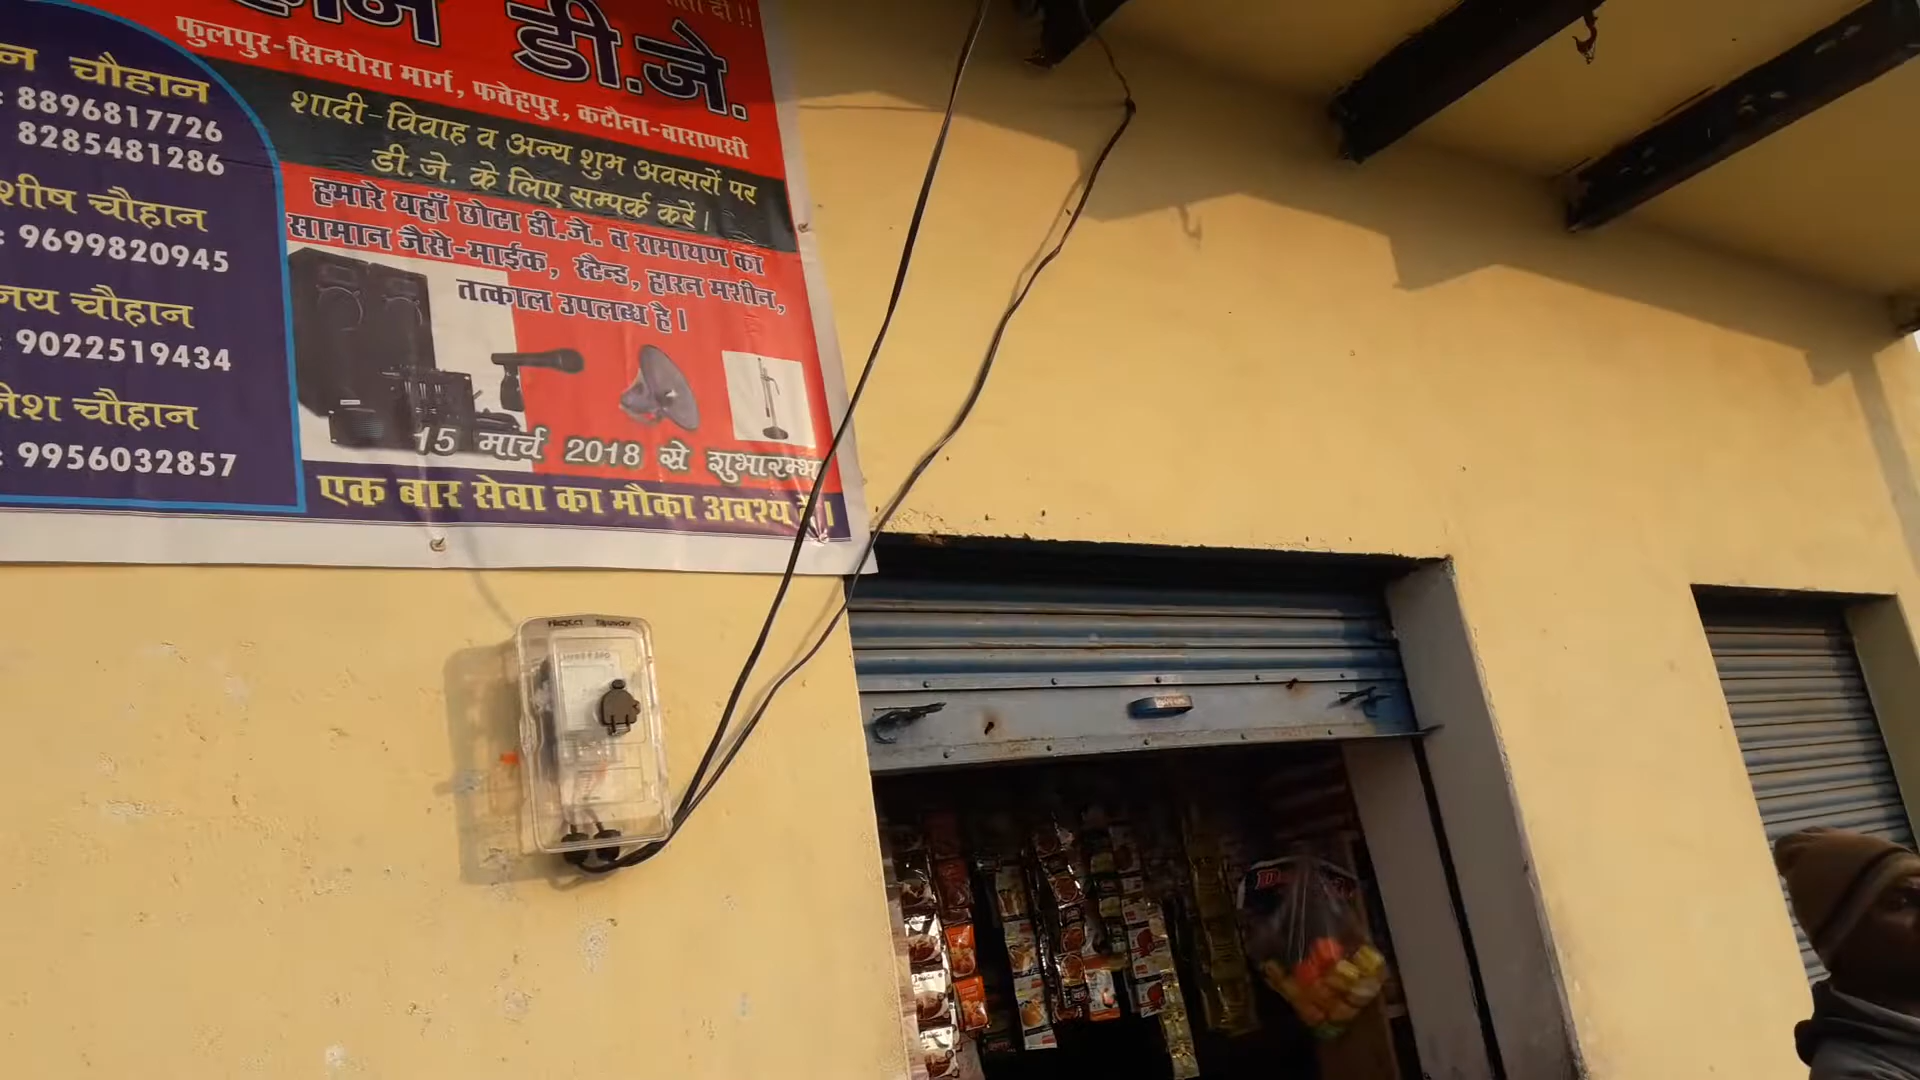 डी.जे.
फुलपुर-सिन्धोरा मार्ग, फत्तेहपुर, कटौना-वाराणसी
शादी-विवाह व अन्य शुभ अवसरों पर
डी.जे. के लिए सम्पर्क करें।
हमारे यहाँ छोटा डी.जे. व रामायण का
सामान जैसे-माईक, स्टैन्ड, हारन मशीन,
तत्काल उपलब्ध है।
15 मार्च 2018 से शुभारम्भ
एक बार सेवा का मौका अवश्य दें।
चौहान
8896817726
8285481286
चौहान
9699820945
चौहान
9022519434
चौहान
9956032857